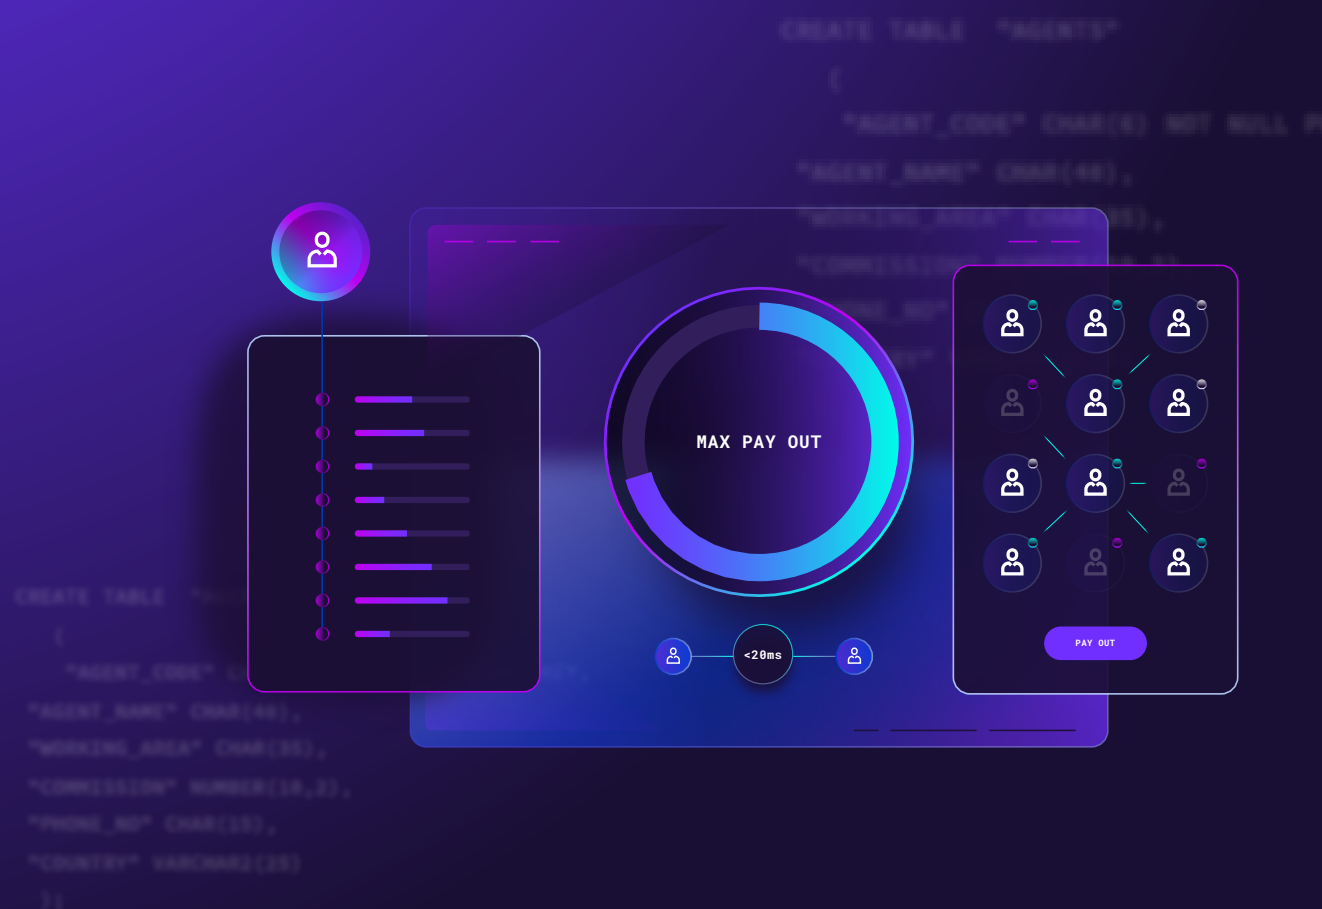 CREATE TABLE "AGENTS"
(
"AGENT_CODE" CHAR(6) NOT NULL
"AGENT_NAME" CHAR(40),
"WORKING_AREA" CHAR(35),
"COMMISSION
MAX PAY OUT
<20ms
PAY OUT
CREATE TABLE
(
"AGENT_CODE"
"AGENT_NAME" CHAR(40),
"WORKING_AREA" CHAR(35),
"COMMISSION" NUMBER(10,2),
"PHONE_NO" CHAR(15),
"COUNTRY" VARCHAR2(25)
);